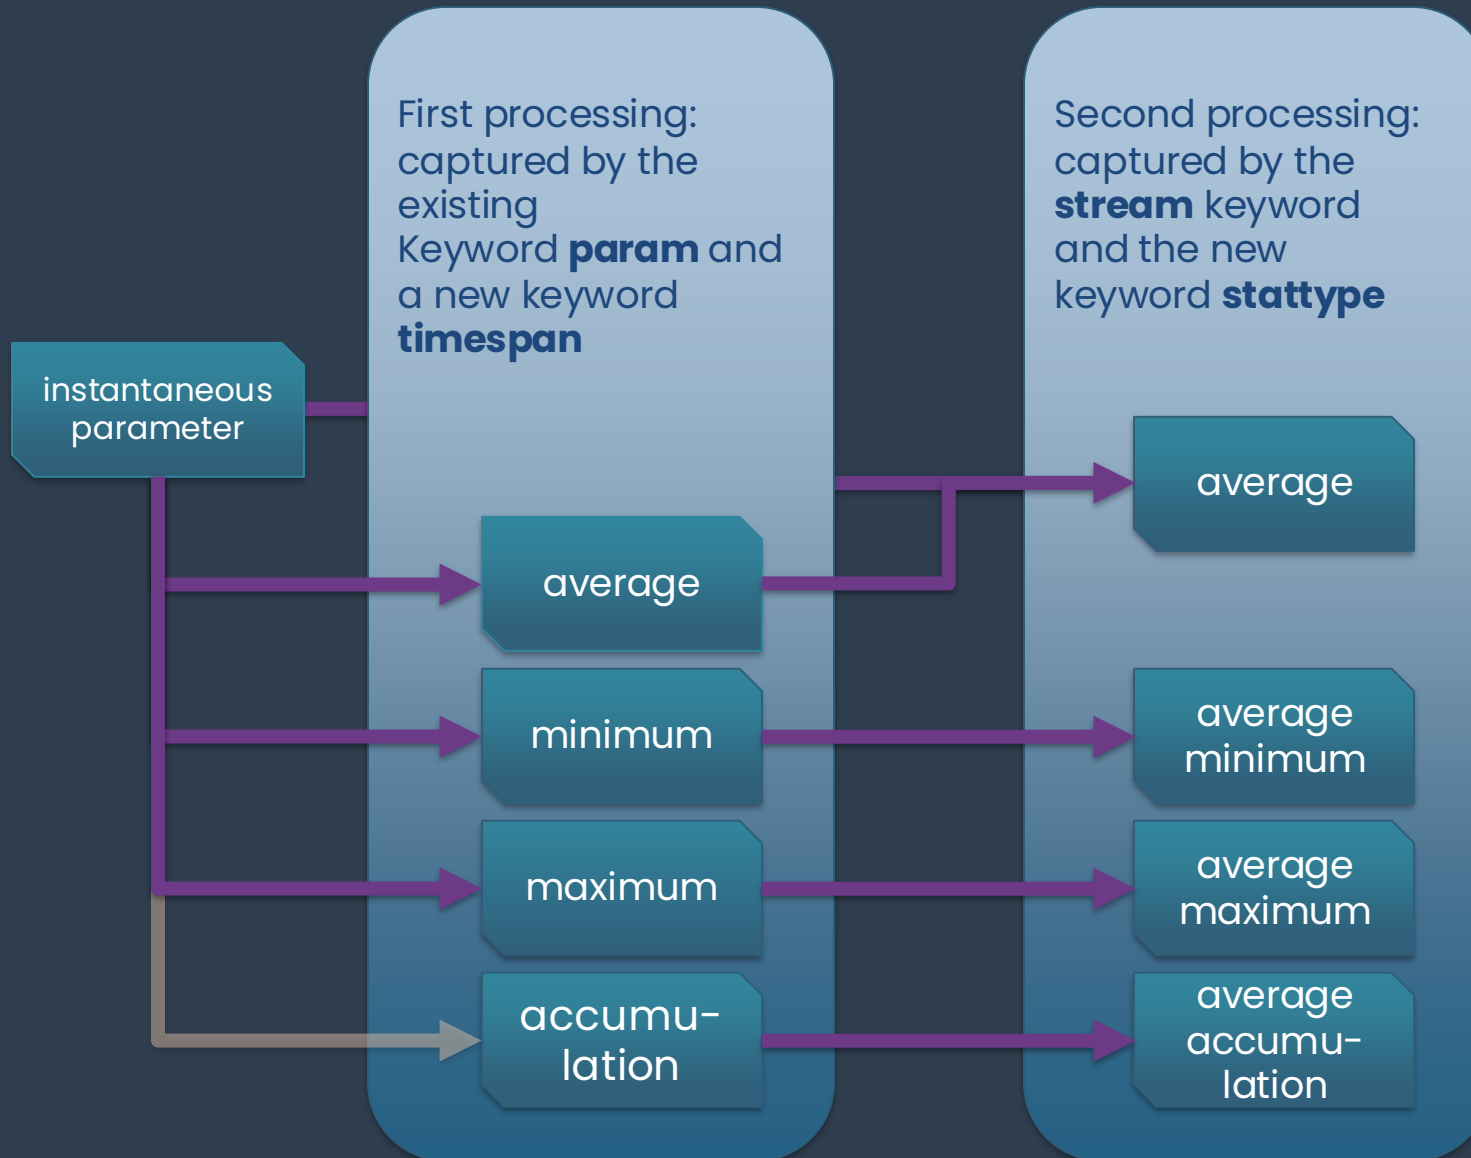 First processing:
captured by the
existing
Keyword param and
a new keyword
timespan
Second processing:
captured by the
stream keyword
and the new
keyword stattype
instantaneous
parameter
average
average
minimum
average
minimum
maximum
average
maximum
accumu-
lation
average
accumu-
lation